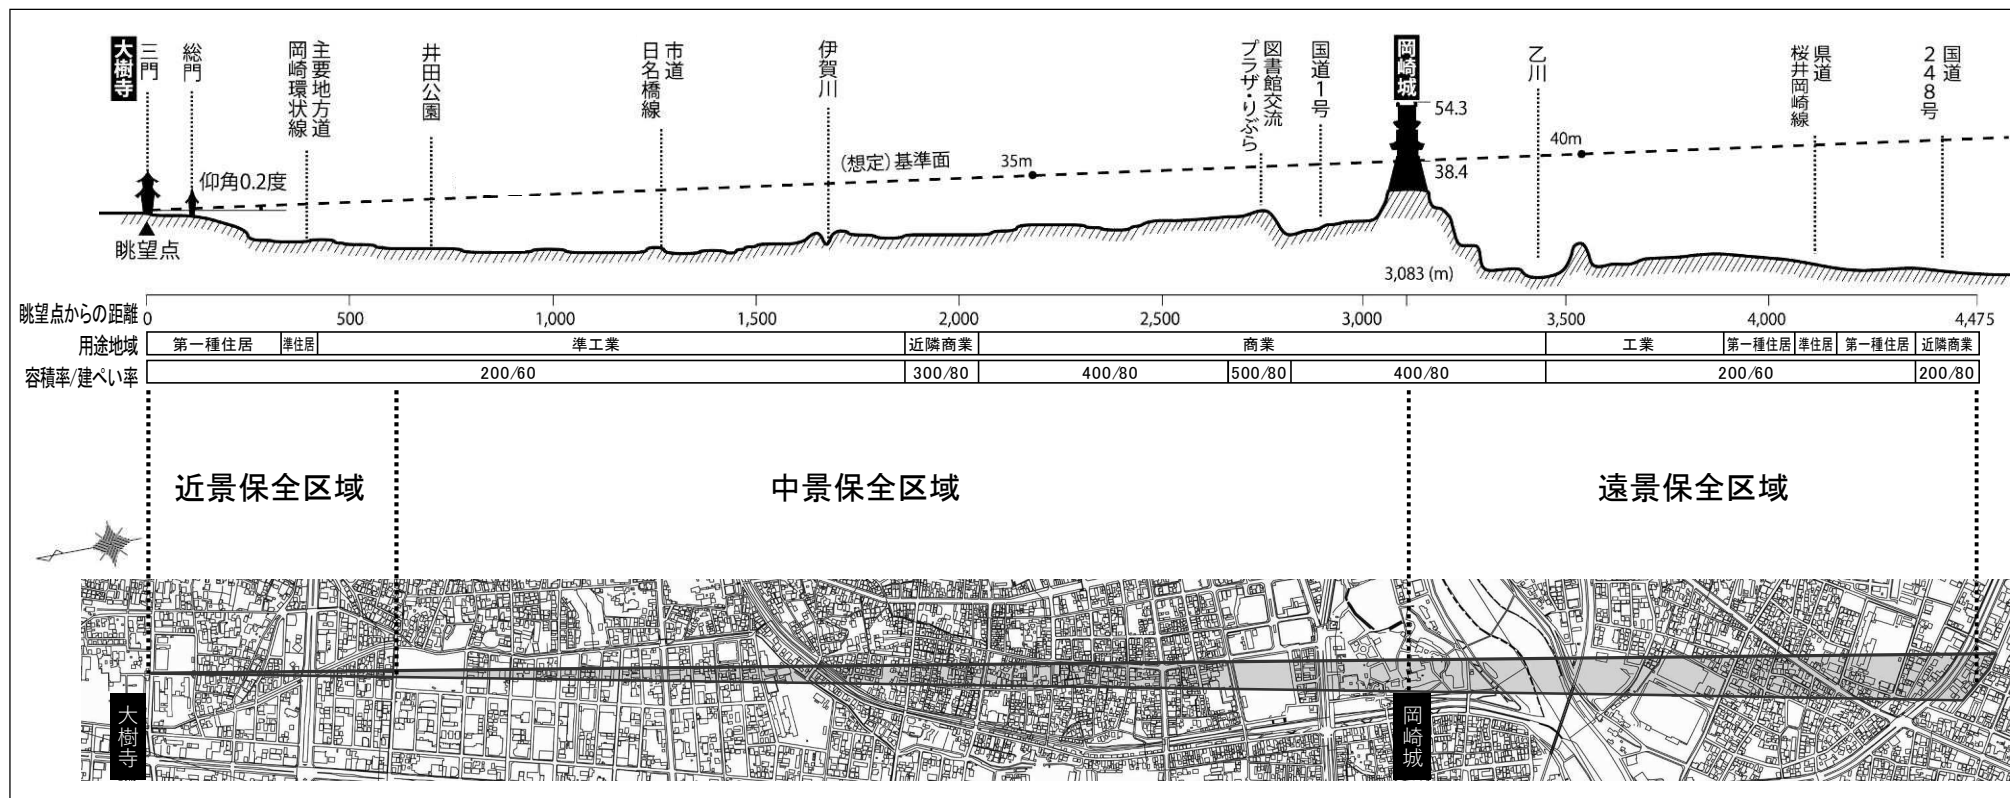 大樹寺
三門
総門
主要地方道
岡崎環状線
井田公園
市道
日名橋線
伊賀川
図書館交流
プラザ・りぶら
国道1号
岡崎城
54.3
38.4
乙川
県道
桜井岡崎線
国道
248号
仰角0.2度
(想定)基準面
35m
40m
眺望点
3,083 (m)
眺望点からの距離 0 500 1,000 1,500 2,000 2,500 3,000 3,500 4,000 4,475
用途地域 第一種住居 準住居 準工業 近隣商業 商業 工業 第一種住居 準住居 第一種住居 近隣商業
容積率/建ぺい率 200/60 300/80 400/80 500/80 400/80 200/60 200/80
近景保全区域 中景保全区域 遠景保全区域
大樹寺
岡崎城